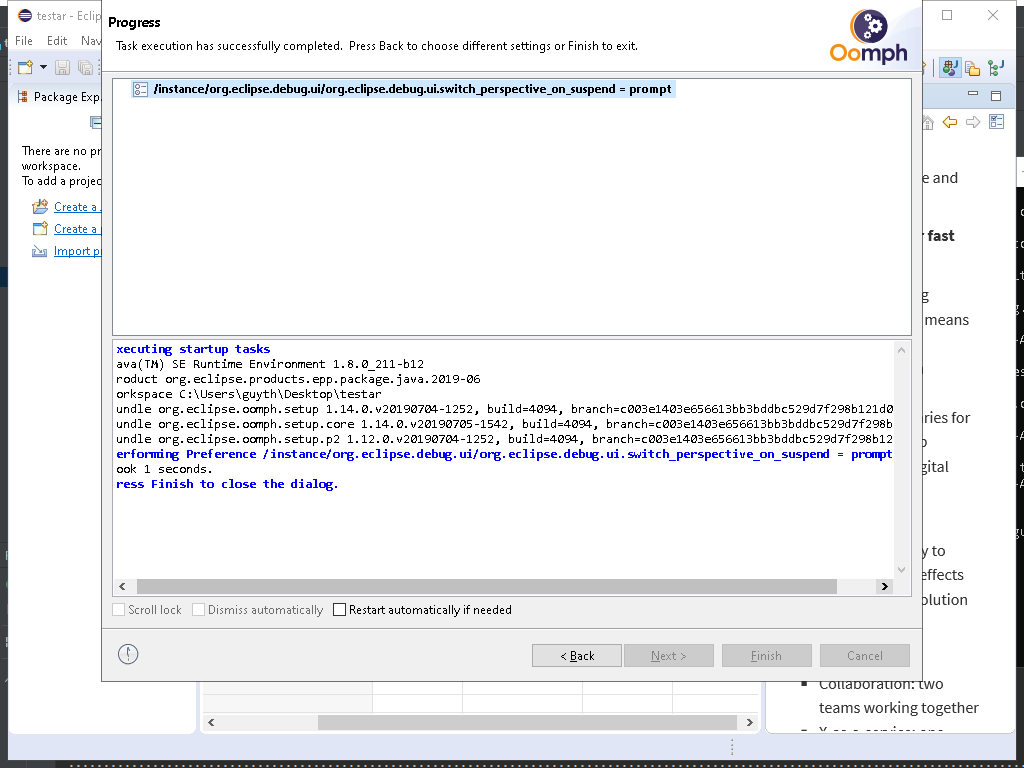 testar - Eclip
File Edit Nav
Package Exp
There are no pr
workspace.
To add a projec
Create a
Create a
Import p
Progress
Task execution has successfully completed. Press Back to choose different settings or Finish to exit.
Oomph
/instance/org.eclipse.debug.ui/org.eclipse.debug.ui.switch_perspective_on_suspend = prompt
xecuting startup tasks
ava(TM) SE Runtime Environment 1.8.0_211-b12
roduct org.eclipse.products.epp.package.java.2019-06
orkspace C:\Users\guyth\Desktop\testar
undle org.eclipse.oomph.setup 1.14.0.v20190704-1252, build=4094, branch=c003e1403e656613bb3bddbc529d7f298b121d0
undle org.eclipse.oomph.setup.core 1.14.0.v20190705-1542, build=4094, branch=c003e1403e656613bb3bddbc529d7f298b
undle org.eclipse.oomph.setup.p2 1.12.0.v20190704-1252, build=4094, branch=c003e1403e656613bb3bddbc529d7f298b12
erforming Preference /instance/org.eclipse.debug.ui/org.eclipse.debug.ui.switch_perspective_on_suspend = prompt
ook 1 seconds.
ress Finish to close the dialog.
Scroll lock Dismiss automatically Restart automatically if needed
< Back Next > Finish Cancel
e and
fast
g
means
ries for
gital
y to
effects
olution
Collaboration: two
teams working together